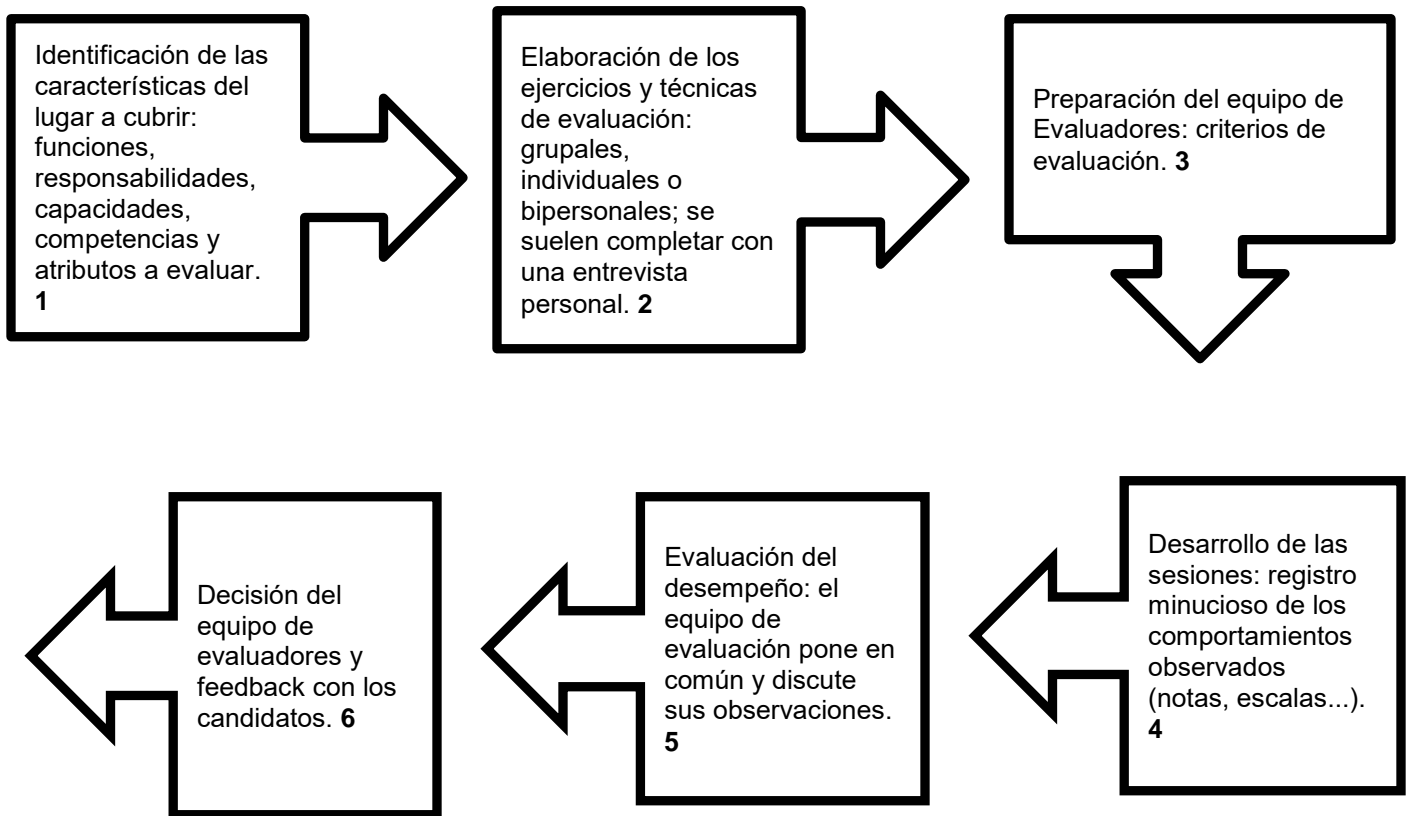 Identificación de las
características del
lugar a cubrir:
funciones,
responsabilidades,
capacidades,
competencias y
atributos a evaluar.
1
Elaboración de los
ejercicios y técnicas
de evaluación:
grupales,
individuales o
bipersonales; se
suelen completar con
una entrevista
personal. 2
Preparación del equipo de
Evaluadores: criterios de
evaluación. 3
Desarrollo de las
sesiones: registro
minucioso de los
comportamientos
observados
(notas, escalas...).
4
Evaluación del
desempeño: el
equipo de
evaluación pone en
común y discute
sus observaciones.
5
Decisión del
equipo de
evaluadores y
feedback con los
candidatos. 6